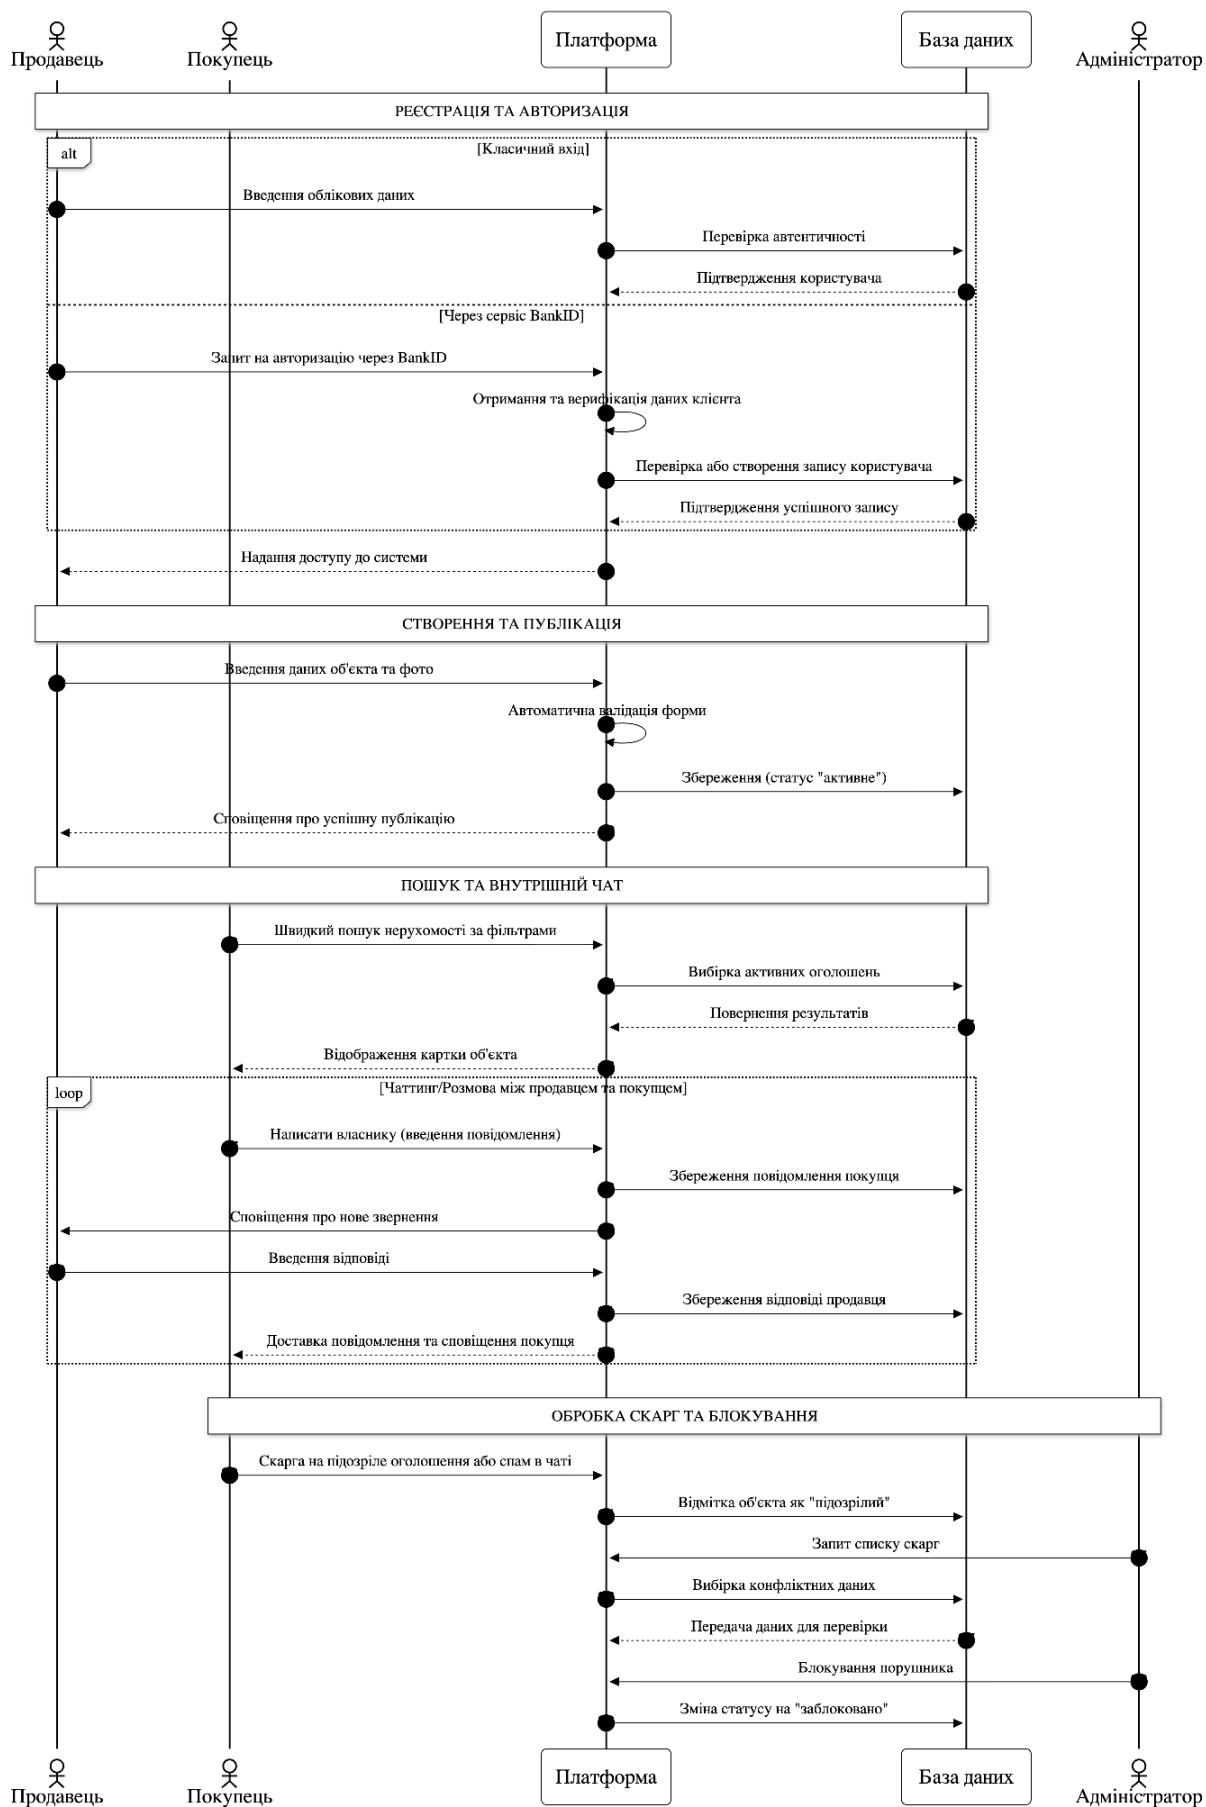 Продавець
Покупець
Платформа
База даних
Адміністратор
РЕЄСТРАЦІЯ ТА АВТОРИЗАЦІЯ
alt
[Класичний вхід]
Введення облікових даних
Перевірка автентичності
Підтвердження користувача
[Через сервіс BankID]
Запит на авторизацію через BankID
Отримання та верифікація даних клієнта
Перевірка або створення запису користувача
Підтвердження успішного запису
Надання доступу до системи
СТВОРЕННЯ ТА ПУБЛІКАЦІЯ
Введення даних об'єкта та фото
Автоматична валідація форми
Збереження (статус "активне")
Сповіщення про успішну публікацію
ПОШУК ТА ВНУТРІШНІЙ ЧАТ
Швидкий пошук нерухомості за фільтрами
Вибірка активних оголошень
Повернення результатів
Відображення картки об'єкта
loop
[Чаттинг/Розмова між продавцем та покупцем]
Написати власнику (введення повідомлення)
Збереження повідомлення покупця
Сповіщення про нове звернення
Введення відповіді
Збереження відповіді продавця
Доставка повідомлення та сповіщення покупця
ОБРОБКА СКАРГ ТА БЛОКУВАННЯ
Скарга на підозріле оголошення або спам в чаті
Відмітка об'єкта як "підозрілий"
Запит списку скарг
Вибірка конфліктних даних
Передача даних для перевірки
Блокування порушника
Зміна статусу на "заблоковано"
Продавець
Покупець
Платформа
База даних
Адміністратор